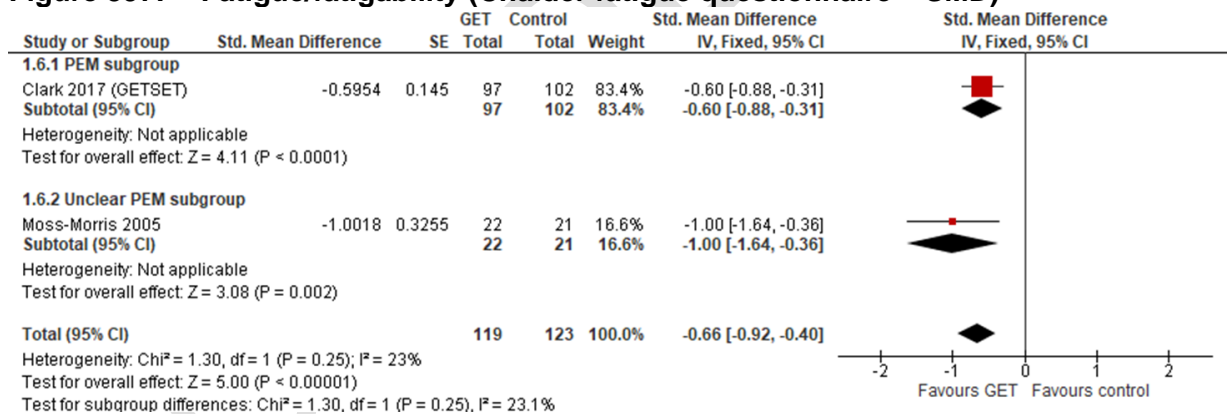 GET Control Std. Mean Difference Std. Mean Difference
Study or Subgroup Std. Mean Difference SE Total Total Weight IV, Fixed, 95% CI IV, Fixed, 95% CI
1.6.1 PEM subgroup
Clark 2017 (GETSET) -0.5954 0.145 97 102 83.4% -0.60 [-0.88, -0.31]
Subtotal (95% CI) 97 102 83.4% -0.60 [-0.88, -0.31]
Heterogeneity: Not applicable
Test for overall effect: Z = 4.11 (P < 0.0001)
1.6.2 Unclear PEM subgroup
Moss-Morris 2005 -1.0018 0.3255 22 21 16.6% -1.00 [-1.64, -0.36]
Subtotal (95% CI) 22 21 16.6% -1.00 [-1.64, -0.36]
Heterogeneity: Not applicable
Test for overall effect: Z = 3.08 (P = 0.002)
Total (95% CI) 119 123 100.0% -0.66 [-0.92, -0.40]
Heterogeneity: Chi² = 1.30, df = 1 (P = 0.25); I² = 23%
Test for overall effect: Z = 5.00 (P < 0.00001)
Test for subgroup differences: Chi² = 1.30, df = 1 (P = 0.25), I² = 23.1%
-2 -1 0 1 2
Favours GET Favours control